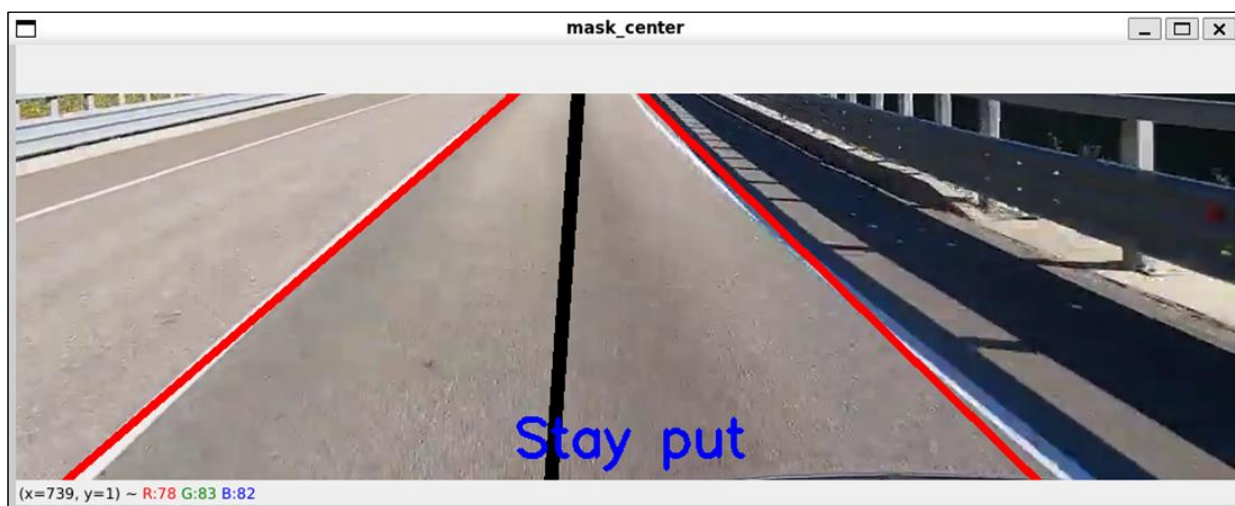 mask_center
Stay put
(x=739, y=1) ~ R:78 G:83 B:82